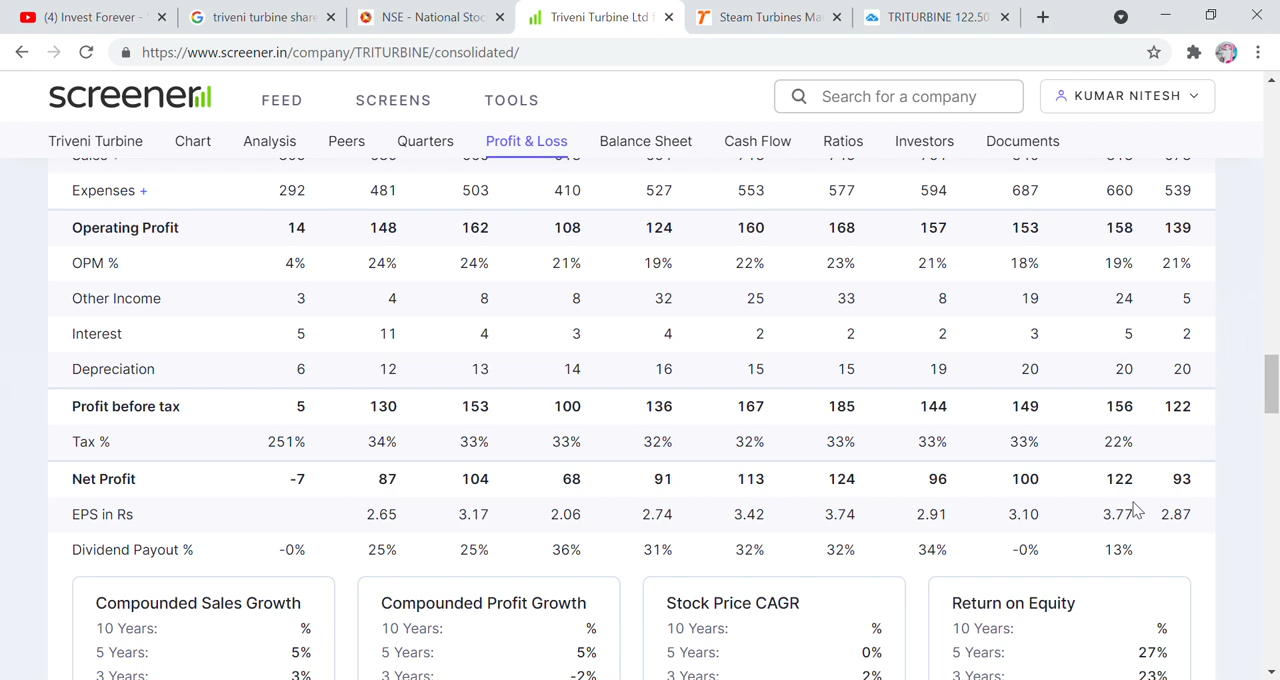 (4) Invest Forever -
triveni turbine share
NSE - National Stoc
Triveni Turbine Ltd f
Steam Turbines Ma
TRITURBINE 122.50
https://www.screener.in/company/TRITURBINE/consolidated/
screener
FEED SCREENS TOOLS
Search for a company
KUMAR NITESH
Triveni Turbine Chart Analysis Peers Quarters Profit & Loss Balance Sheet Cash Flow Ratios Investors Documents
Expenses + 292 481 503 410 527 553 577 594 687 660 539
Operating Profit 14 148 162 108 124 160 168 157 153 158 139
OPM % 4% 24% 24% 21% 19% 22% 23% 21% 18% 19% 21%
Other Income 3 4 8 8 32 25 33 8 19 24 5
Interest 5 11 4 3 4 2 2 2 3 5 2
Depreciation 6 12 13 14 16 15 15 19 20 20 20
Profit before tax 5 130 153 100 136 167 185 144 149 156 122
Tax % 251% 34% 33% 33% 32% 32% 33% 33% 33% 22%
Net Profit -7 87 104 68 91 113 124 96 100 122 93
EPS in Rs 2.65 3.17 2.06 2.74 3.42 3.74 2.91 3.10 3.77 2.87
Dividend Payout % -0% 25% 25% 36% 31% 32% 32% 34% -0% 13%
Compounded Sales Growth
10 Years: %
5 Years: 5%
3 Years: 3%
Compounded Profit Growth
10 Years: %
5 Years: 5%
3 Years: -2%
Stock Price CAGR
10 Years: %
5 Years: 0%
3 Years: 2%
Return on Equity
10 Years: %
5 Years: 27%
3 Years: 23%